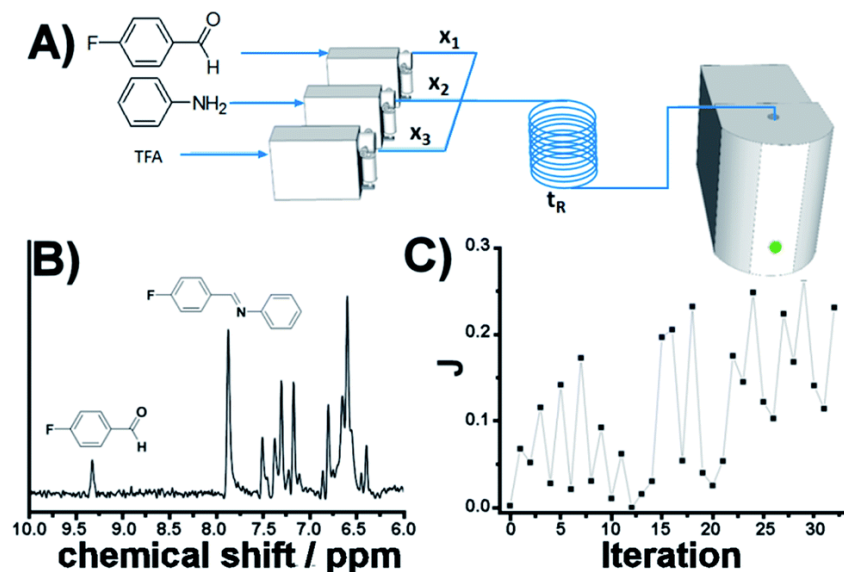 A)
F
O
H
x1
NH2
x2
x3
TFA
tR
B)
F
N
F
O
H
10.0 9.5 9.0 8.5 8.0 7.5 7.0 6.5 6.0
chemical shift / ppm
C)
0.3
0.2
0.1
0.0
J
0 5 10 15 20 25 30
Iteration